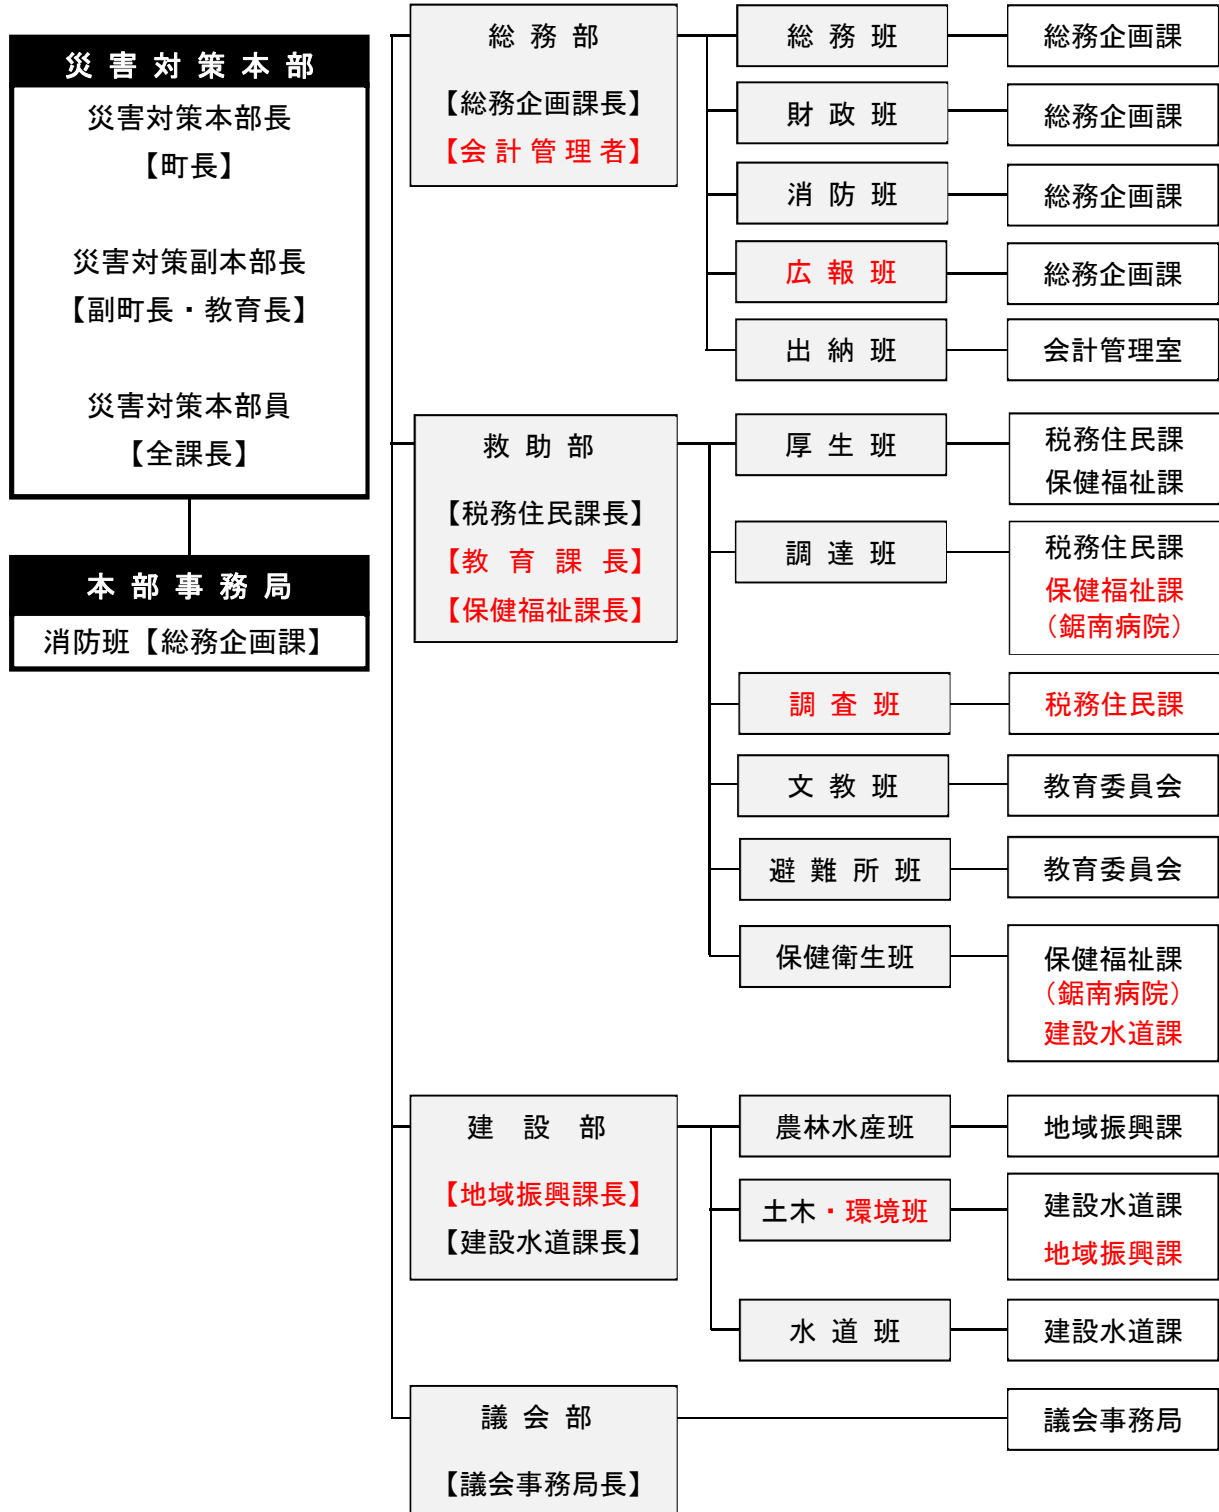 災害対策本部
災害対策本部長
【町長】
災害対策副本部長
【副町長・教育長】
災害対策本部員
【全課長】
本部事務局
消防班【総務企画課】
総務部
【総務企画課長】
【会計管理者】
総務班
総務企画課
財政班
総務企画課
消防班
総務企画課
広報班
総務企画課
出納班
会計管理室
救助部
【税務住民課長】
【教育課長】
【保健福祉課長】
厚生班
税務住民課
保健福祉課
調達班
税務住民課
保健福祉課
（鋸南病院）
調査班
税務住民課
文教班
教育委員会
避難所班
教育委員会
保健衛生班
保健福祉課
（鋸南病院）
建設水道課
建設部
【地域振興課長】
【建設水道課長】
農林水産班
地域振興課
土木・環境班
建設水道課
地域振興課
水道班
建設水道課
議会部
【議会事務局長】
議会事務局